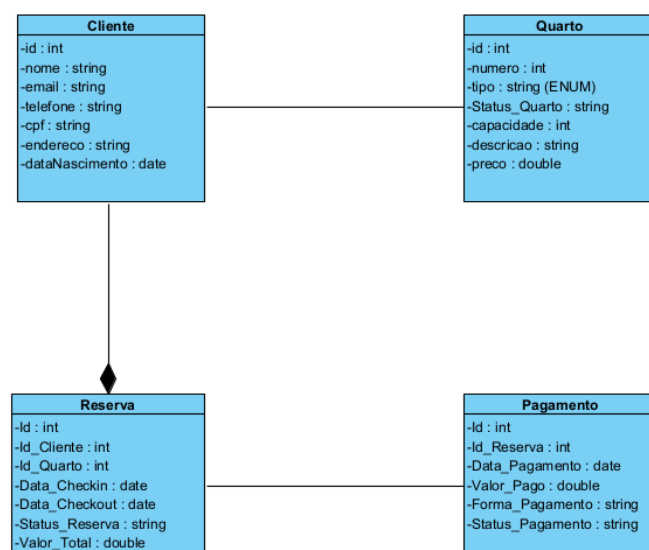 Cliente
-id : int
-nome : string
-email : string
-telefone : string
-cpf : string
-endereco : string
-dataNascimento : date
Quarto
-id : int
-numero : int
-tipo : string (ENUM)
-Status_Quarto : string
-capacidade : int
-descricao : string
-preco : double
Reserva
-Id : int
-Id_Cliente : int
-Id_Quarto : int
-Data_Checkin : date
-Data_Checkout : date
-Status_Reserva : string
-Valor_Total : double
Pagamento
-Id : int
-Id_Reserva : int
-Data_Pagamento : date
-Valor_Pago : double
-Forma_Pagamento : string
-Status_Pagamento : string